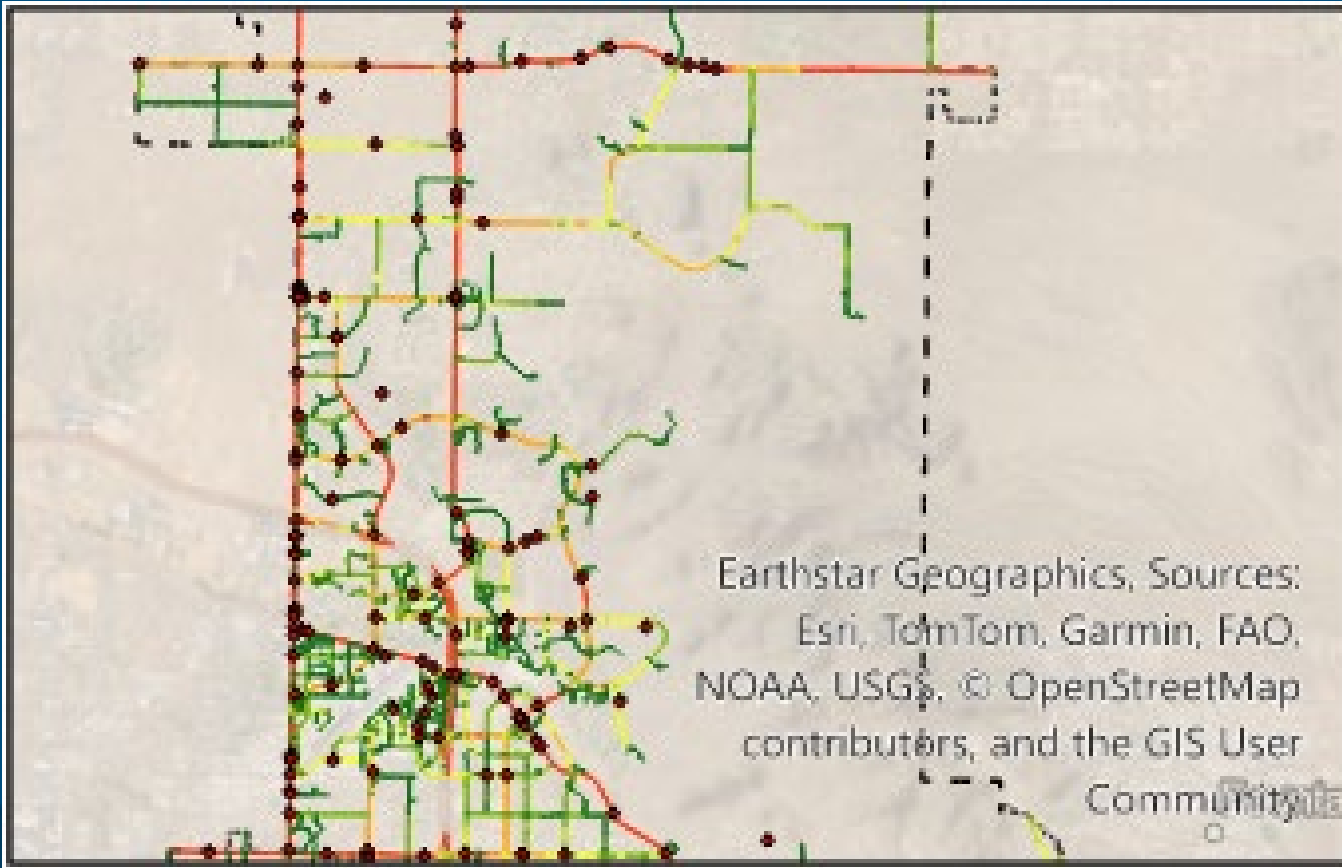 Earthstar Geographics, Sources:
Esri, TomTom, Garmin, FAO,
NOAA, USGS, © OpenStreetMap
contributors, and the GIS User
Community